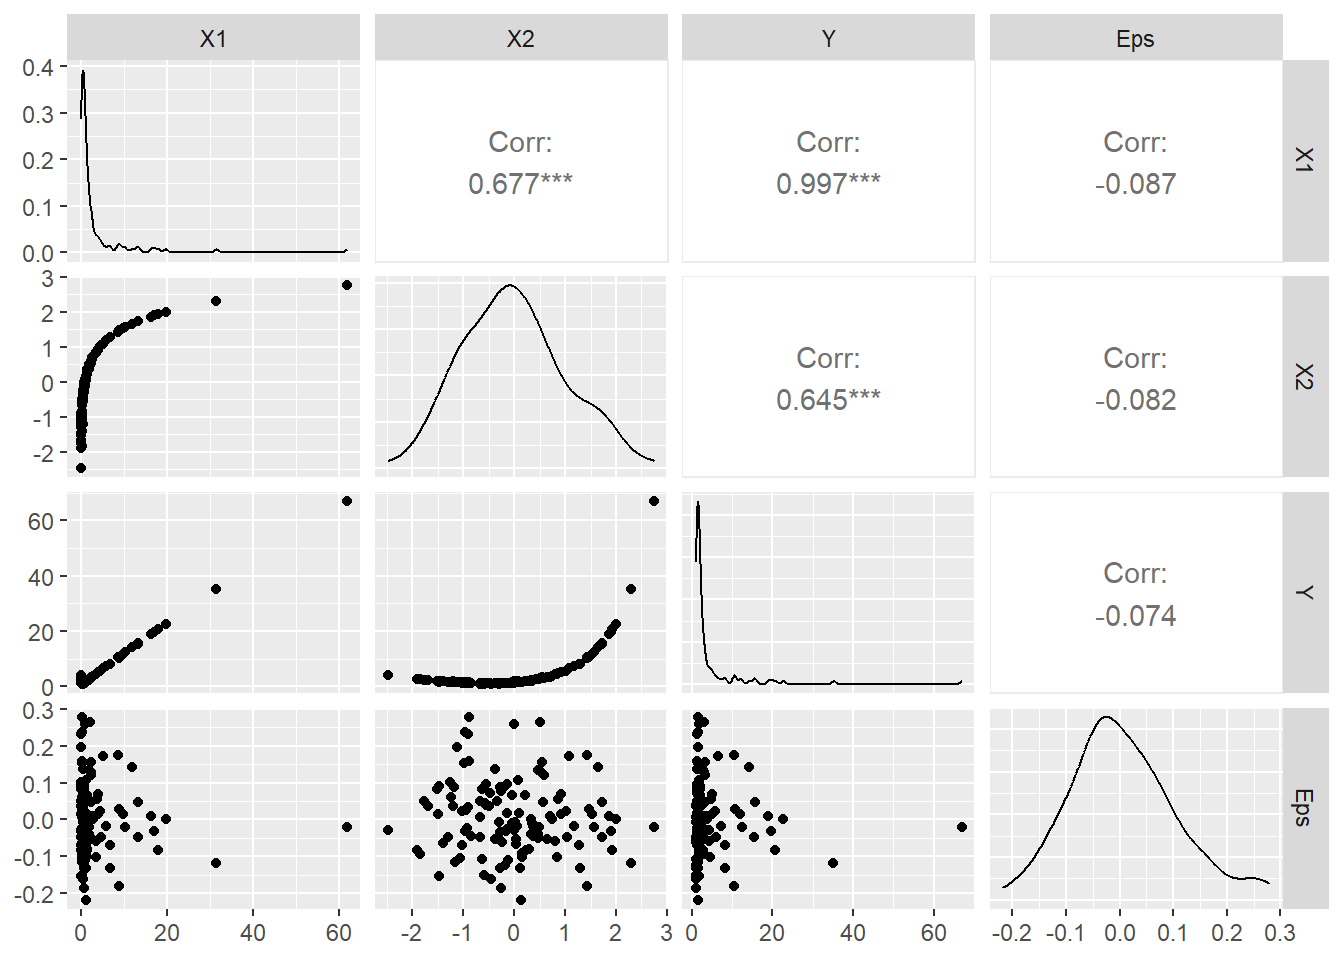 X1 X2 Y Eps
0.4
0.3
0.2
0.1
0.0
Corr: Corr: Corr:
0.677*** 0.997*** -0.087
X1
3
2
1
0
-1
-2
Corr: Corr:
0.645*** -0.082
X2
60
40
20
0
Corr:
-0.074
Y
0.3
0.2
0.1
0.0
-0.1
-0.2
Eps
0 20 40 60 -2 -1 0 1 2 3 0 20 40 60 -0.2 -0.1 0.0 0.1 0.2 0.3